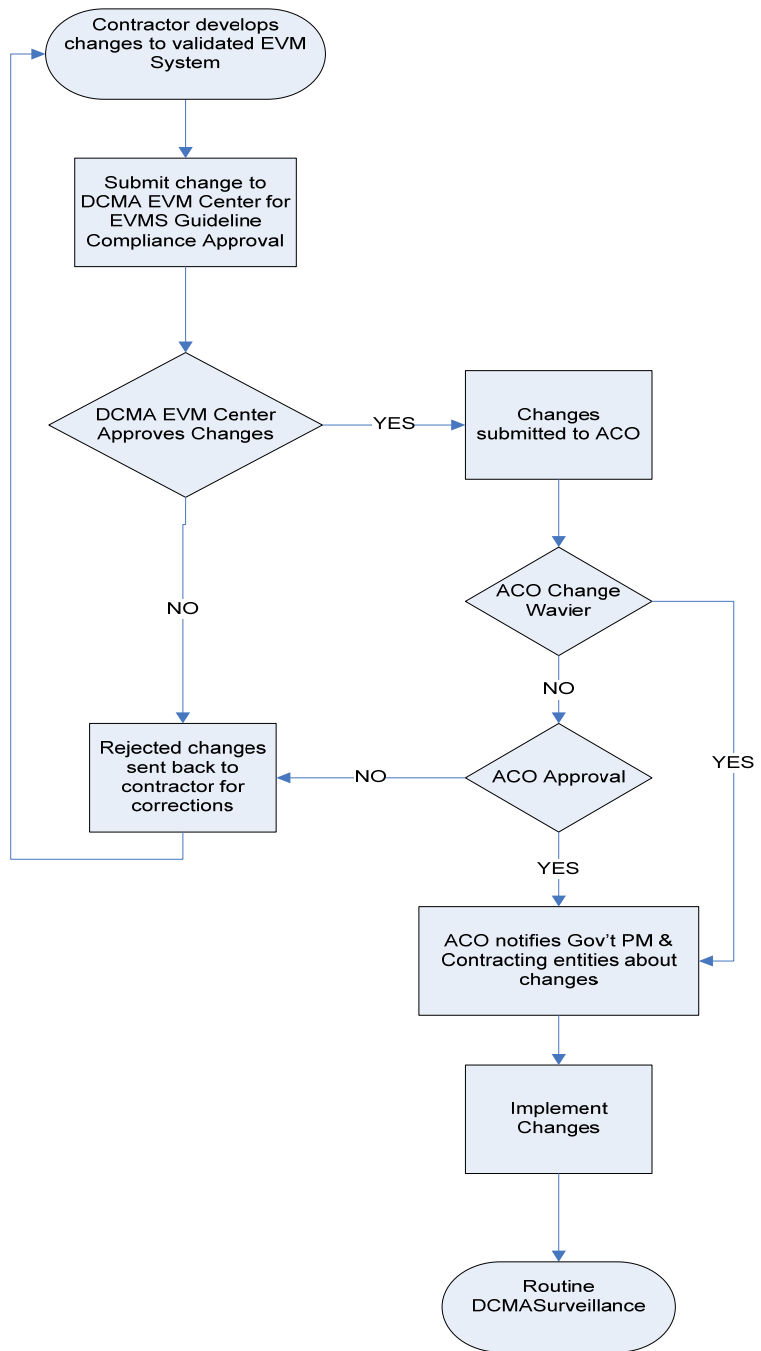 Contractor develops
changes to validated EVM
System
Submit change to
DCMA EVM Center for
EVMS Guideline
Compliance Approval
DCMA EVM Center
Approves Changes
YES
Changes
submitted to ACO
NO
ACO Change
Wavier
NO
YES
Rejected changes
sent back to
contractor for
corrections
NO
ACO Approval
YES
ACO notifies Gov’t PM &
Contracting entities about
changes
Implement
Changes
Routine
DCMASurveillance